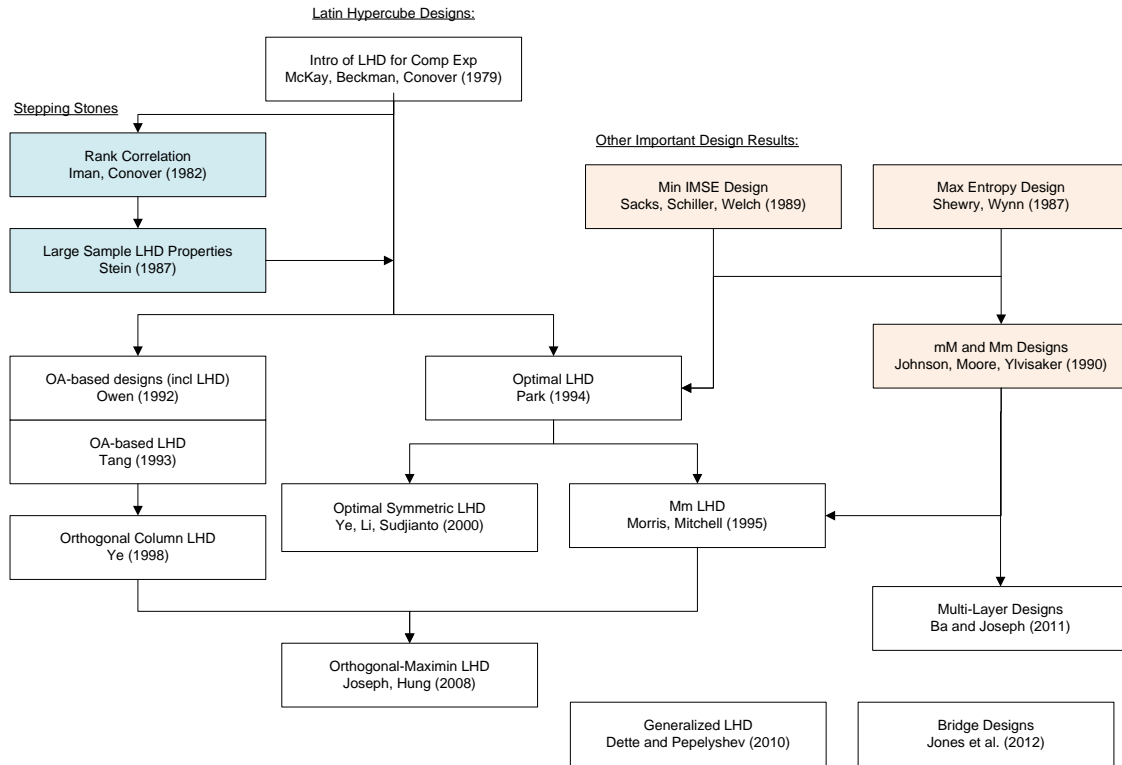 Latin Hypercube Designs:
Intro of LHD for Comp Exp
McKay, Beckman, Conover (1979)
Stepping Stones
Rank Correlation
Iman, Conover (1982)
Other Important Design Results:
Min IMSE Design
Sacks, Schiller, Welch (1989)
Max Entropy Design
Shewry, Wynn (1987)
Large Sample LHD Properties
Stein (1987)
OA-based designs (incl LHD)
Owen (1992)
Optimal LHD
Park (1994)
mM and Mm Designs
Johnson, Moore, Ylvisaker (1990)
OA-based LHD
Tang (1993)
Orthogonal Column LHD
Ye (1998)
Optimal Symmetric LHD
Ye, Li, Sudjianto (2000)
Mm LHD
Morris, Mitchell (1995)
Multi-Layer Designs
Ba and Joseph (2011)
Orthogonal-Maximin LHD
Joseph, Hung (2008)
Generalized LHD
Dette and Pepelyshev (2010)
Bridge Designs
Jones et al. (2012)